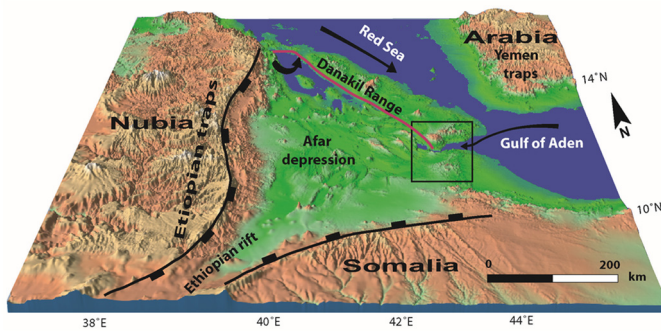 Red Sea
Arabia
Yemen
traps
14°N
Danakil Range
Nubia
Etiopian traps
N
Afar
depression
Gulf of Aden
10°N
Ethiopian rift
Somalia
0 200
km
38°E 40°E 42°E 44°E